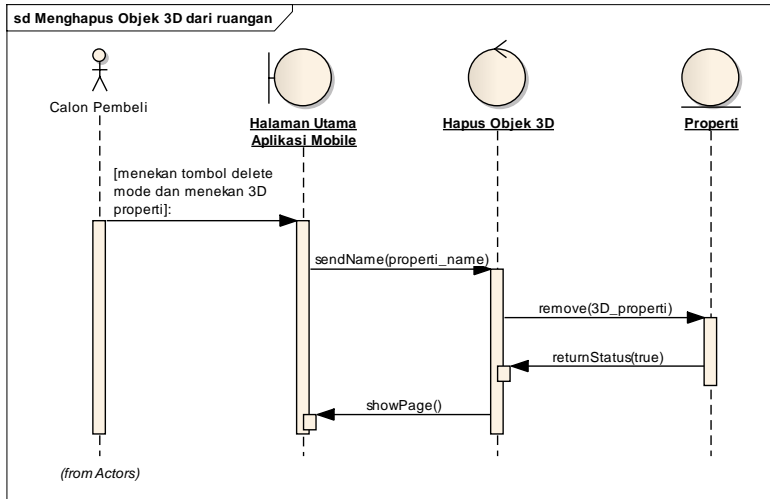 sd Menghapus Objek 3D dari ruangan
Calon Pembeli
Halaman Utama
Aplikasi Mobile
Hapus Objek 3D
Properti
[menekan tombol delete
mode dan menekan 3D
properti]:
sendName(properti_name)
remove(3D_properti)
returnStatus(true)
showPage()
(from Actors)